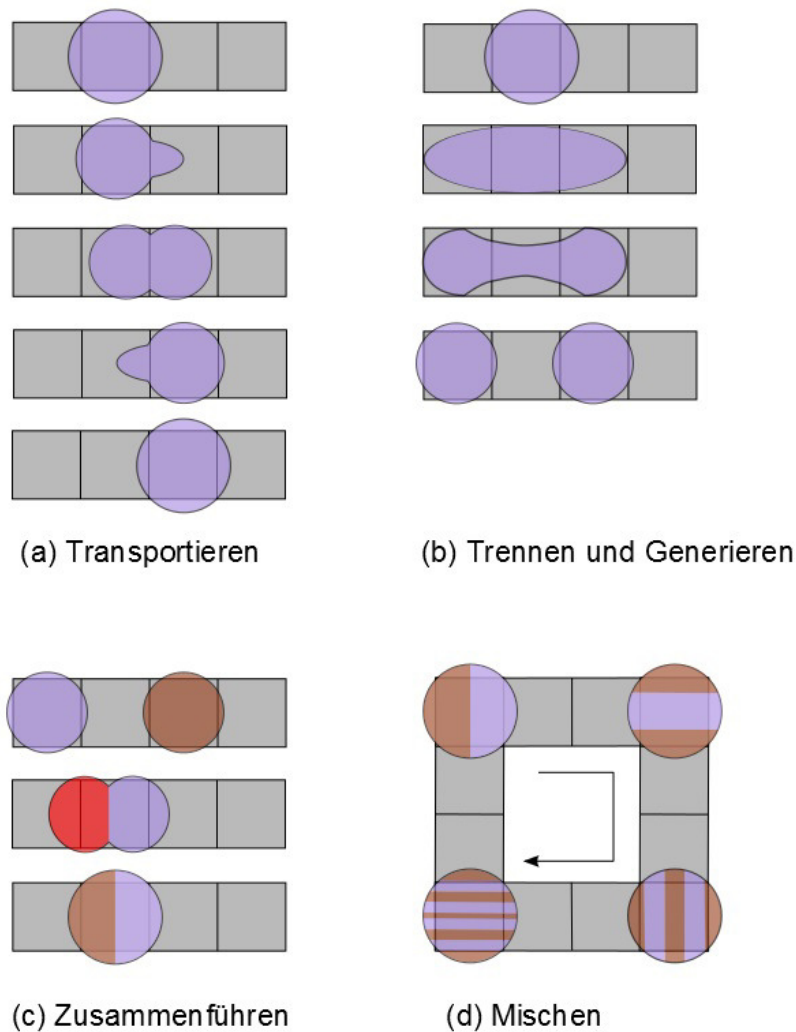 (a) Transportieren
(b) Trennen und Generieren
(c) Zusammenführen
(d) Mischen